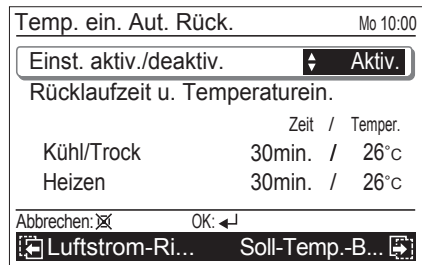 Temp. ein. Aut. Rück. Mo 10:00
Einst. aktiv./deaktiv. Aktiv.
Rücklaufzeit u. Temperaturein.
Zeit / Temper.
Kühl/Trock 30min. / 26°C
Heizen 30min. / 26°C
Abbrechen: OK:
Luftstrom-Ri... Soll-Temp.-B...